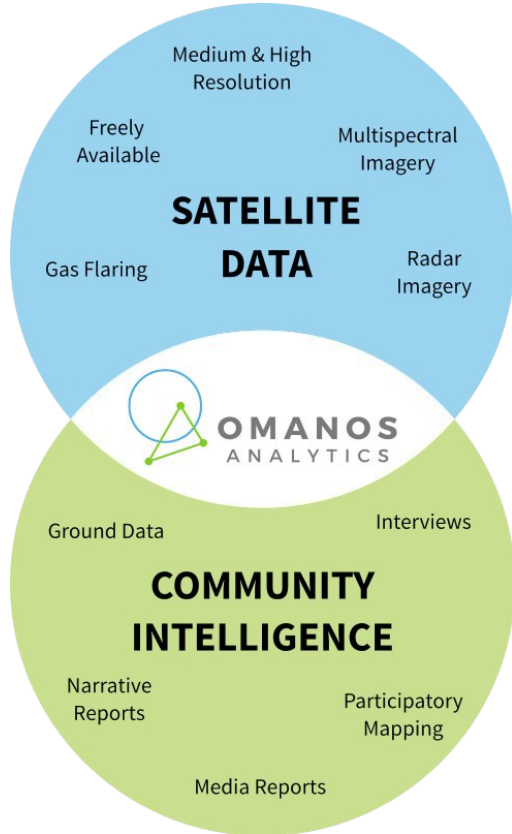 Medium & High
Resolution
Freely
Available
Multispectral
Imagery
SATELLITE
DATA
Gas Flaring
Radar
Imagery
OMANOS
ANALYTICS
Ground Data
Interviews
COMMUNITY
INTELLIGENCE
Narrative
Reports
Participatory
Mapping
Media Reports